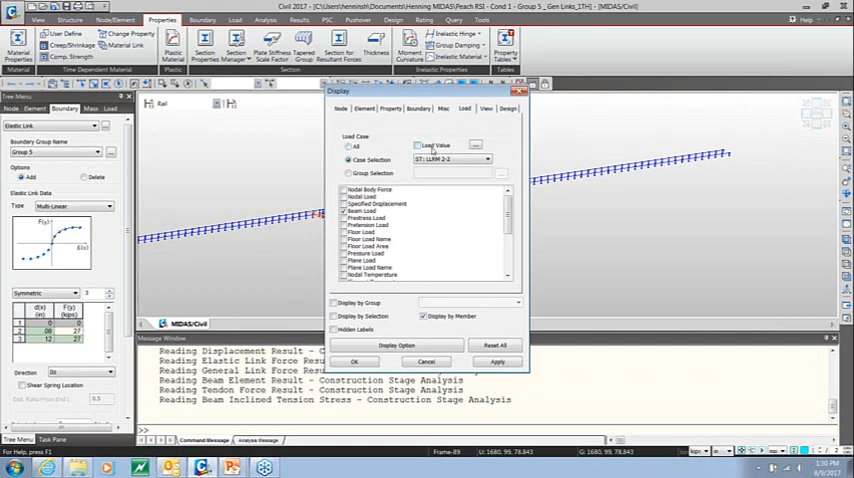 Civil 2017 - [C:\Users\henninsh\Documents\Henning MIDAS\Peach RSI - Cond 1 - Group 5 _ Gen Links_1TH] - [MIDAS/Civil]
View Structure Node/Element Properties Boundary Load Analysis Results PSC Pushover Design Rating Query Tools Help
Material Properties
User Define
Creep/Shrinkage
Comp. Strength
Change Property
Material Link
Plastic Material
Section Properties
Section Manager
Plate Stiffness Scale Factor
Tapered Group
Section for Resultant Forces
Thickness
Moment Curvature
Inelastic Hinge
Group Damping
Inelastic Material
Property Tables
Material Time Dependent Material Section Inelastic Properties Tables
Tree Menu
Node Element Boundary Mass Load
Elastic Link
Boundary Group Name
Group 5
Options
Add Delete
Elastic Link Data
Type Multi-Linear
F(y)
Symmetric 3
d(x) (in) F(y) (kips)
1 0 0
2 .08 27
3 12 27
Direction Dz
Shear Spring Location
Dist. Ratio From End I 0.5
Tree Menu Task Pane
Rail
Display
Node Element Property Boundary Misc Load View Design
Load Case
All
Load Value ...
Case Selection ST: LLRM 2-2
Group Selection ...
Nodal Body Force
Nodal Load
Specified Displacement
Beam Load
Prestress Load
Pretension Load
Floor Load
Floor Load Name
Floor Load Area
Pressure Load
Plane Load
Plane Load Name
Nodal Temperature
Display by Group
Display by Selection Display by Member
Hidden Labels
Display Option Reset All
OK Cancel Apply
MIDAS/Civil
Message Window
Reading Displacement Result - C
Reading Elastic Link Force Resu
Reading General Link Force Resu
Reading Beam Element Result - Construction Stage Analysis
Reading Tendon Force Result - Construction Stage Analysis
Reading Beam Inclined Tension Stress - Construction Stage Analysis
>>
Command Message Analysis Message
For Help, press F1
Frame-89 U: 1680, 99, 78.843 G: 1680, 99, 78.843 kips in
1:30 PM
8/9/2017